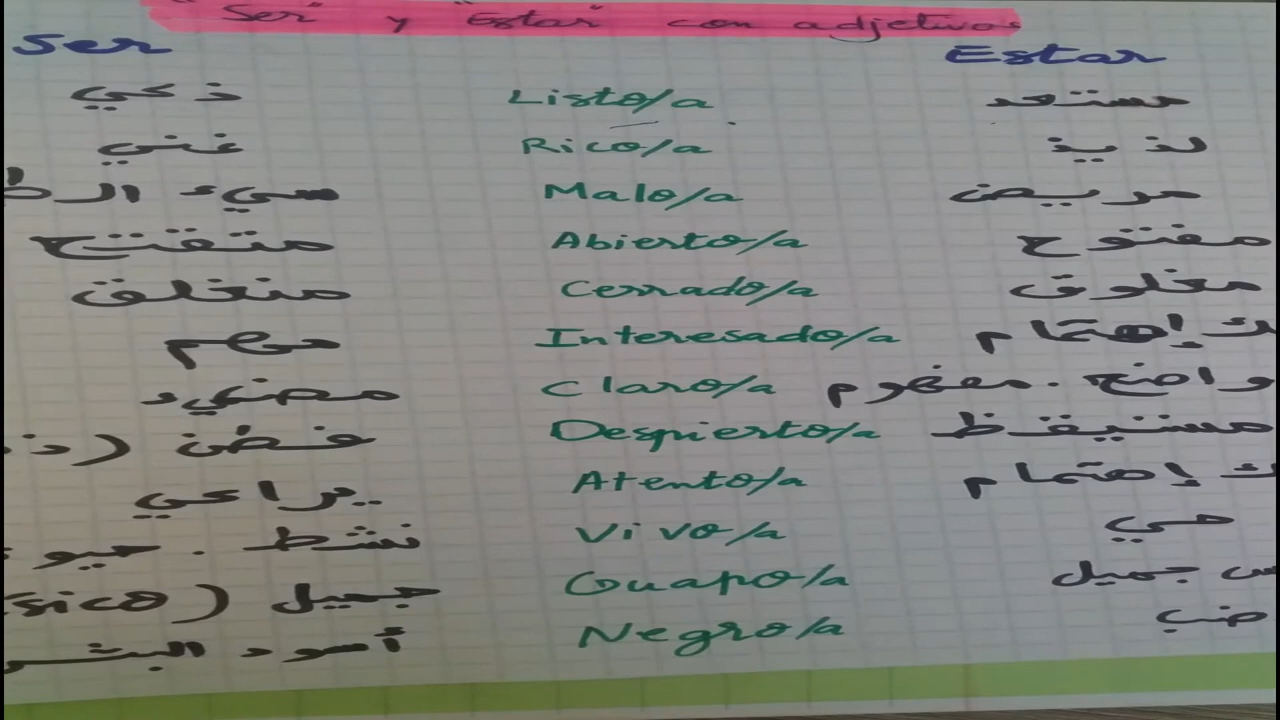 "Ser" y "Estar" con adjetivos
Ser Estar
ذكي Listo/a مستعد
غني Rico/a لذيذ
سيء Malo/a مريض
متفتح Abierto/a مفتوح
منغلق Cerrado/a مغلوق
مهم Interesado/a إهتمام
مضيء Claro/a واضح . مفهوم
Despierto/a مستيقظ
يراعي Atento/a إهتمام
نشط . Vivo/a حي
جميل ( Guapo/a جميل
أسود Negro/a